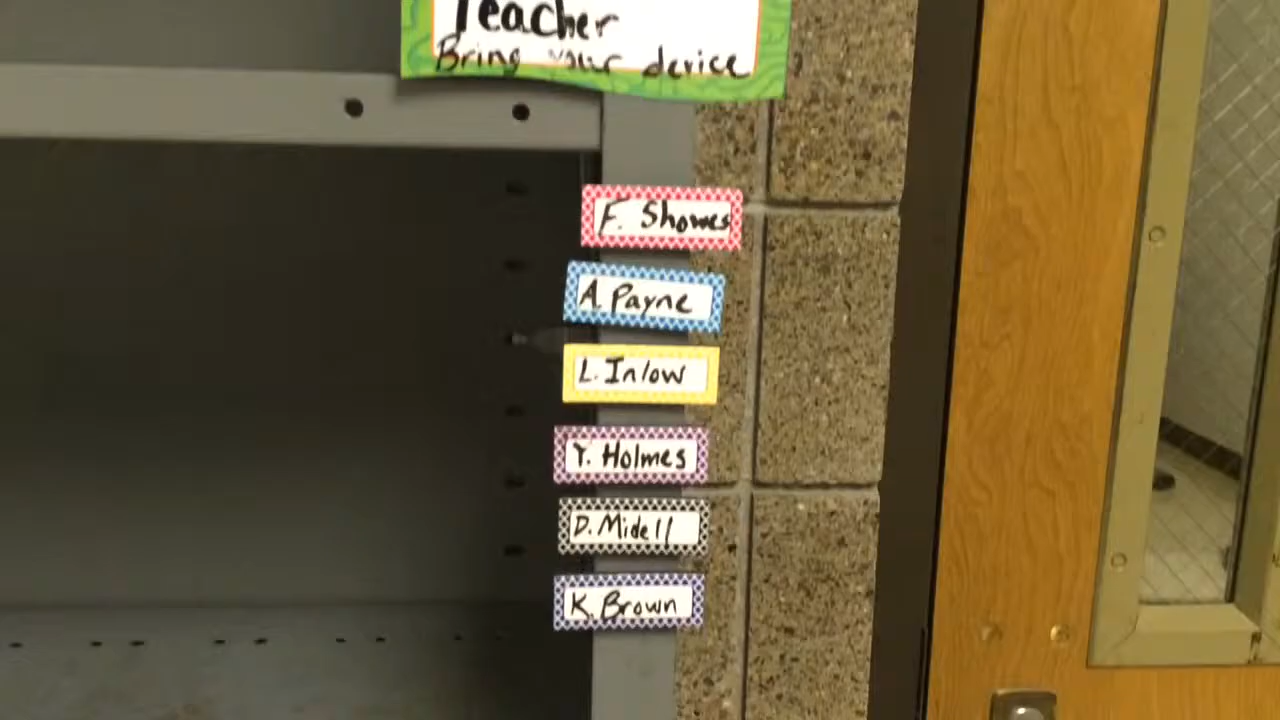 Teacher
Bring your device
F. Showes
A. Payne
L. Inlow
Y. Holmes
D. Midell
K. Brown